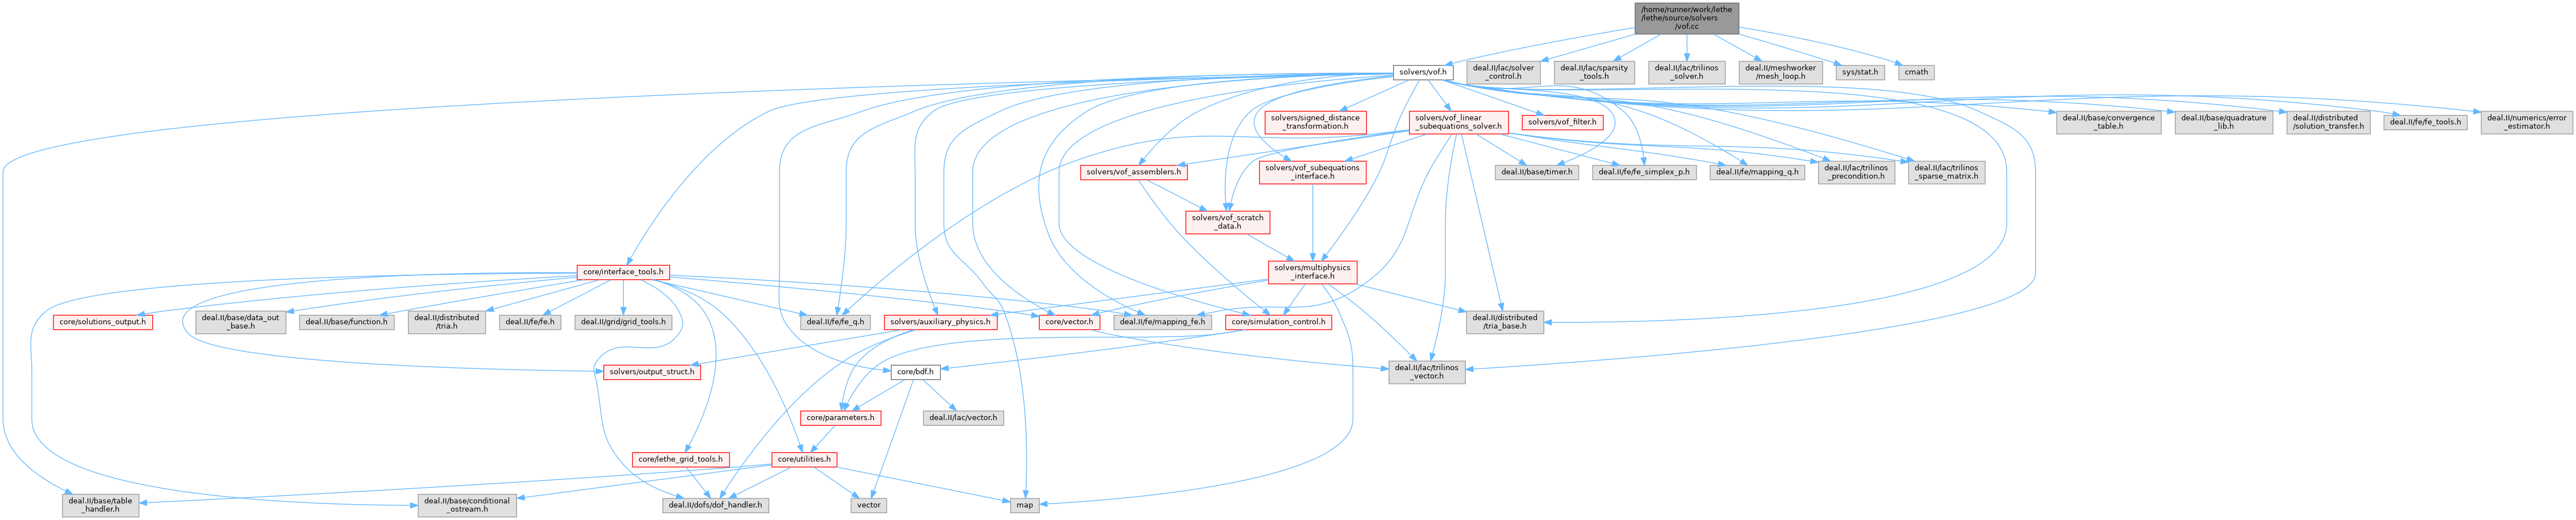 /home/runner/work/lethe
/lethe/source/solvers
/vof.cc
solvers/vof.h
deal.II/lac/solver
_control.h
deal.II/lac/sparsity
_tools.h
deal.II/lac/trilinos
_solver.h
deal.II/meshworker
/mesh_loop.h
sys/stat.h
cmath
solvers/signed_distance
_transformation.h
solvers/vof_linear
_subequations_solver.h
solvers/vof_filter.h
deal.II/base/convergence
_table.h
deal.II/base/quadrature
_lib.h
deal.II/distributed
/solution_transfer.h
deal.II/fe/fe_tools.h
deal.II/numerics/error
_estimator.h
solvers/vof_assemblers.h
solvers/vof_subequations
_interface.h
deal.II/base/timer.h
deal.II/fe/fe_simplex_p.h
deal.II/fe/mapping_q.h
deal.II/lac/trilinos
_precondition.h
deal.II/lac/trilinos
_sparse_matrix.h
solvers/vof_scratch
_data.h
core/interface_tools.h
solvers/multiphysics
_interface.h
core/solutions_output.h
deal.II/base/data_out
_base.h
deal.II/base/function.h
deal.II/distributed
/tria.h
deal.II/fe/fe.h
deal.II/grid/grid_tools.h
deal.II/fe/fe_q.h
solvers/auxiliary_physics.h
core/vector.h
deal.II/fe/mapping_fe.h
core/simulation_control.h
deal.II/distributed
/tria_base.h
solvers/output_struct.h
core/bdf.h
deal.II/lac/trilinos
_vector.h
core/parameters.h
deal.II/lac/vector.h
core/lethe_grid_tools.h
core/utilities.h
deal.II/base/table
_handler.h
deal.II/base/conditional
_ostream.h
deal.II/dofs/dof_handler.h
vector
map